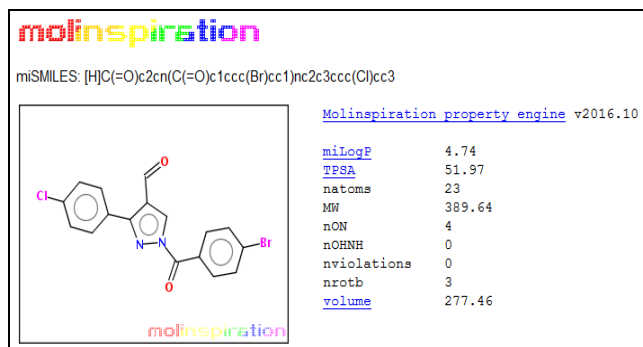 molinspiration
miSMILES: [H]C(=O)c2cn(C(=O)c1ccc(Br)cc1)nc2c3ccc(Cl)cc3
Molinspiration property engine v2016.10
miLogP 4.74
TPSA 51.97
natoms 23
MW 389.64
nON 4
nOHNH 0
nviolations 0
nrotb 3
volume 277.46
O
Cl
N N
Br
O
molinspiration